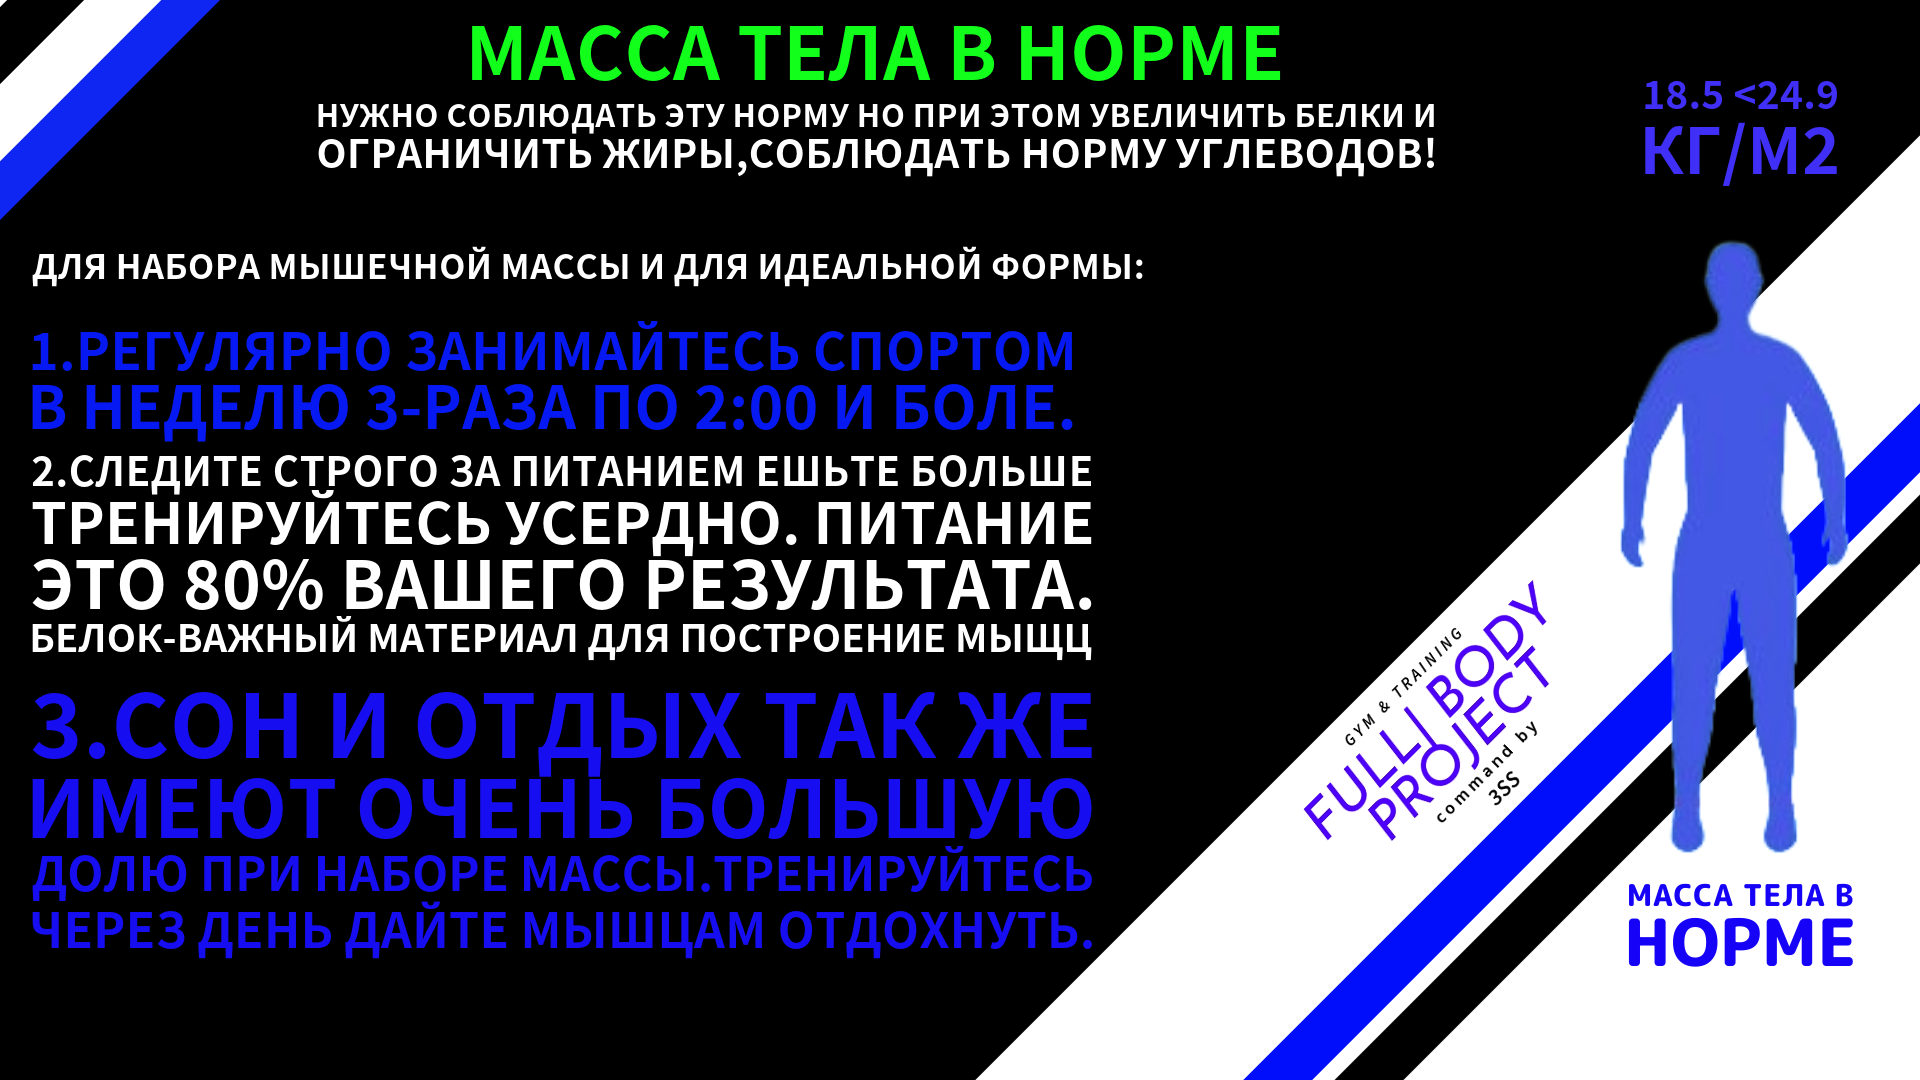 МАССА ТЕЛА В НОРМЕ
НУЖНО СОБЛЮДАТЬ ЭТУ НОРМУ НО ПРИ ЭТОМ УВЕЛИЧИТЬ БЕЛКИ И
ОГРАНИЧИТЬ ЖИРЫ,СОБЛЮДАТЬ НОРМУ УГЛЕВОДОВ!
18.5 <24.9
КГ/М2
ДЛЯ НАБОРА МЫШЕЧНОЙ МАССЫ И ДЛЯ ИДЕАЛЬНОЙ ФОРМЫ:
1.РЕГУЛЯРНО ЗАНИМАЙТЕСЬ СПОРТОМ
В НЕДЕЛЮ 3-РАЗА ПО 2:00 И БОЛЕ.
2.СЛЕДИТЕ СТРОГО ЗА ПИТАНИЕМ ЕШЬТЕ БОЛЬШЕ
ТРЕНИРУЙТЕСЬ УСЕРДНО. ПИТАНИЕ
ЭТО 80% ВАШЕГО РЕЗУЛЬТАТА.
БЕЛОК-ВАЖНЫЙ МАТЕРИАЛ ДЛЯ ПОСТРОЕНИЕ МЫЩЦ
3.СОН И ОТДЫХ ТАК ЖЕ
ИМЕЮТ ОЧЕНЬ БОЛЬШУЮ
ДОЛЮ ПРИ НАБОРЕ МАССЫ.ТРЕНИРУЙТЕСЬ
ЧЕРЕЗ ДЕНЬ ДАЙТЕ МЫШЦАМ ОТДОХНУТЬ.
GYM & TRAINING
FULL| BODY
PROJECT
command by
3SS
МАССА ТЕЛА В
НОРМЕ